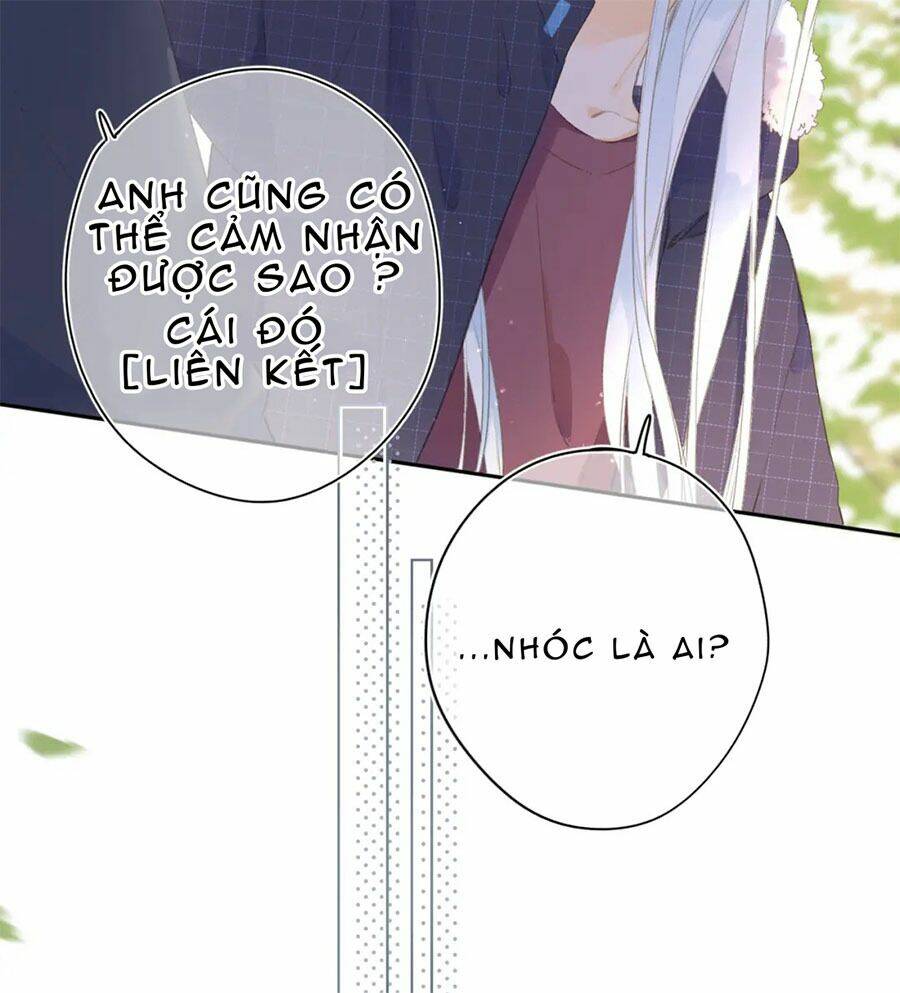 ANH CŨNG CÓ
THỂ CẢM NHẬN
ĐƯỢC SAO ?
CÁI ĐÓ
[LIÊN KẾT]
...NHÓC LÀ AI?